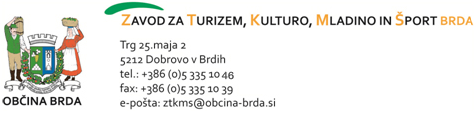 ZAVOD ZA TURIZEM, KULTURO, MLADINO IN ŠPORT BRDA
Trg 25.maja 2
5212 Dobrovo v Brdih
tel.: +386 (0)5 335 10 46
fax: +386 (0)5 335 10 39
e-pošta: ztkms@obcina-brda.si
OBČINA BRDA